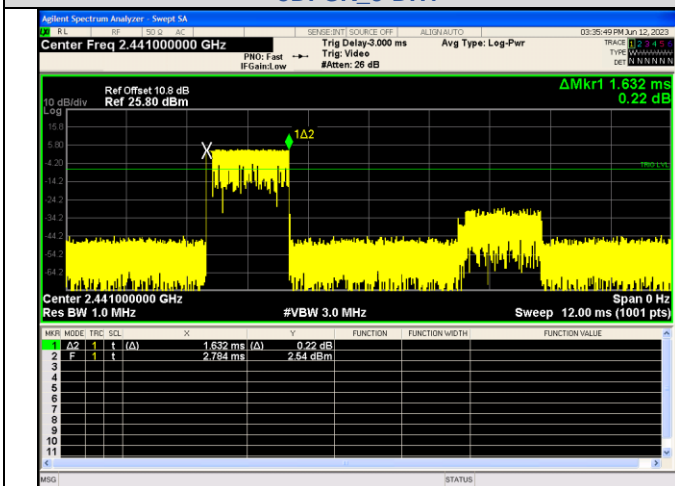 Agilent Spectrum Analyzer - Swept SA
RL RF 50 Ω AC SENSE:INT SOURCE OFF ALIGN AUTO 03:35:49 PM Jun 12, 2023
Center Freq 2.441000000 GHz
Trig Delay-3.000 ms Avg Type: Log-Pwr TRACE 1 2 3 4 5 6
PNO: Fast Trig: Video TYPE
IFGain:Low #Atten: 26 dB DET N N N N N N
ΔMkr1 1.632 ms
Ref Offset 10.8 dB
10 dB/div Ref 25.80 dBm 0.22 dB
Log
15.8
1Δ2
5.80
-4.20
TRIG LVL
-14.2
-24.2
-34.2
-44.2
-54.2
-64.2
Center 2.441000000 GHz Span 0 Hz
Res BW 1.0 MHz #VBW 3.0 MHz Sweep 12.00 ms (1001 pts)
MKR MODE TRC SCL X Y FUNCTION FUNCTION WIDTH FUNCTION VALUE
1 Δ2 1 t (Δ) 1.632 ms (Δ) 0.22 dB
2 F 1 t 2.784 ms 2.54 dBm
3
4
5
6
7
8
9
10
11
MSG STATUS